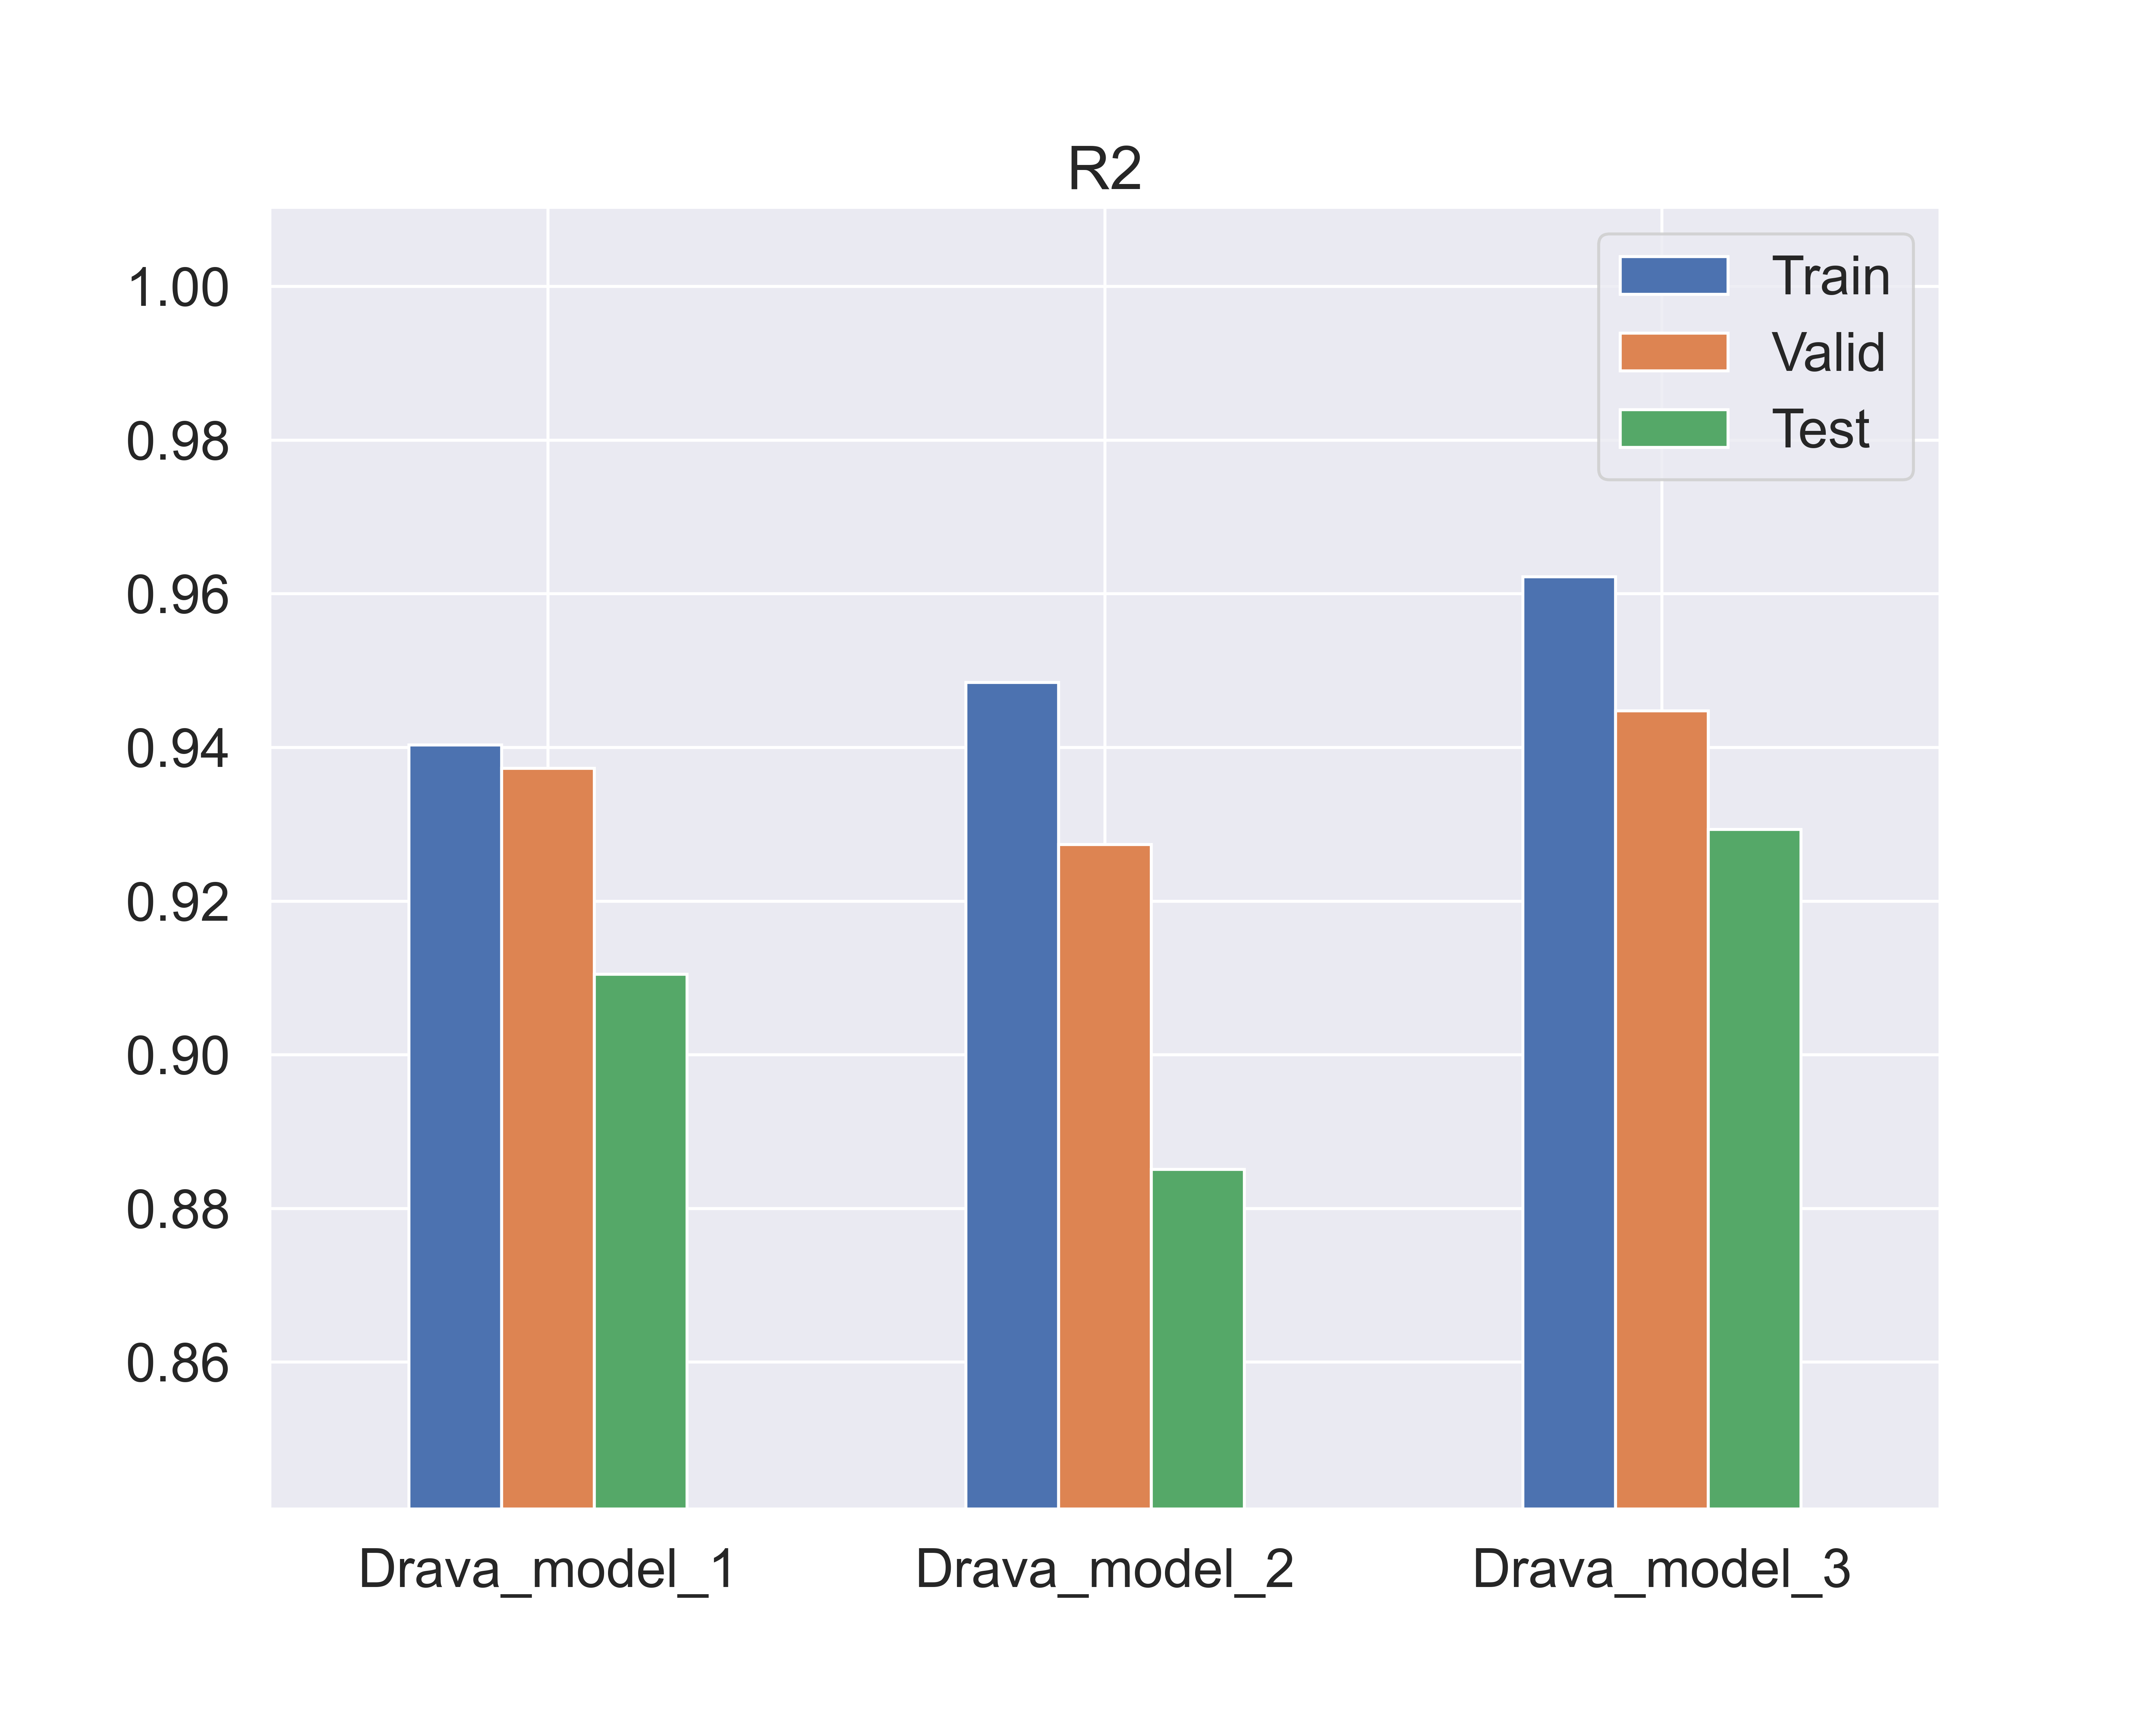 R2
1.00
0.98
0.96
0.94
0.92
0.90
0.88
0.86
Train
Valid
Test
Drava_model_1
Drava_model_2
Drava_model_3